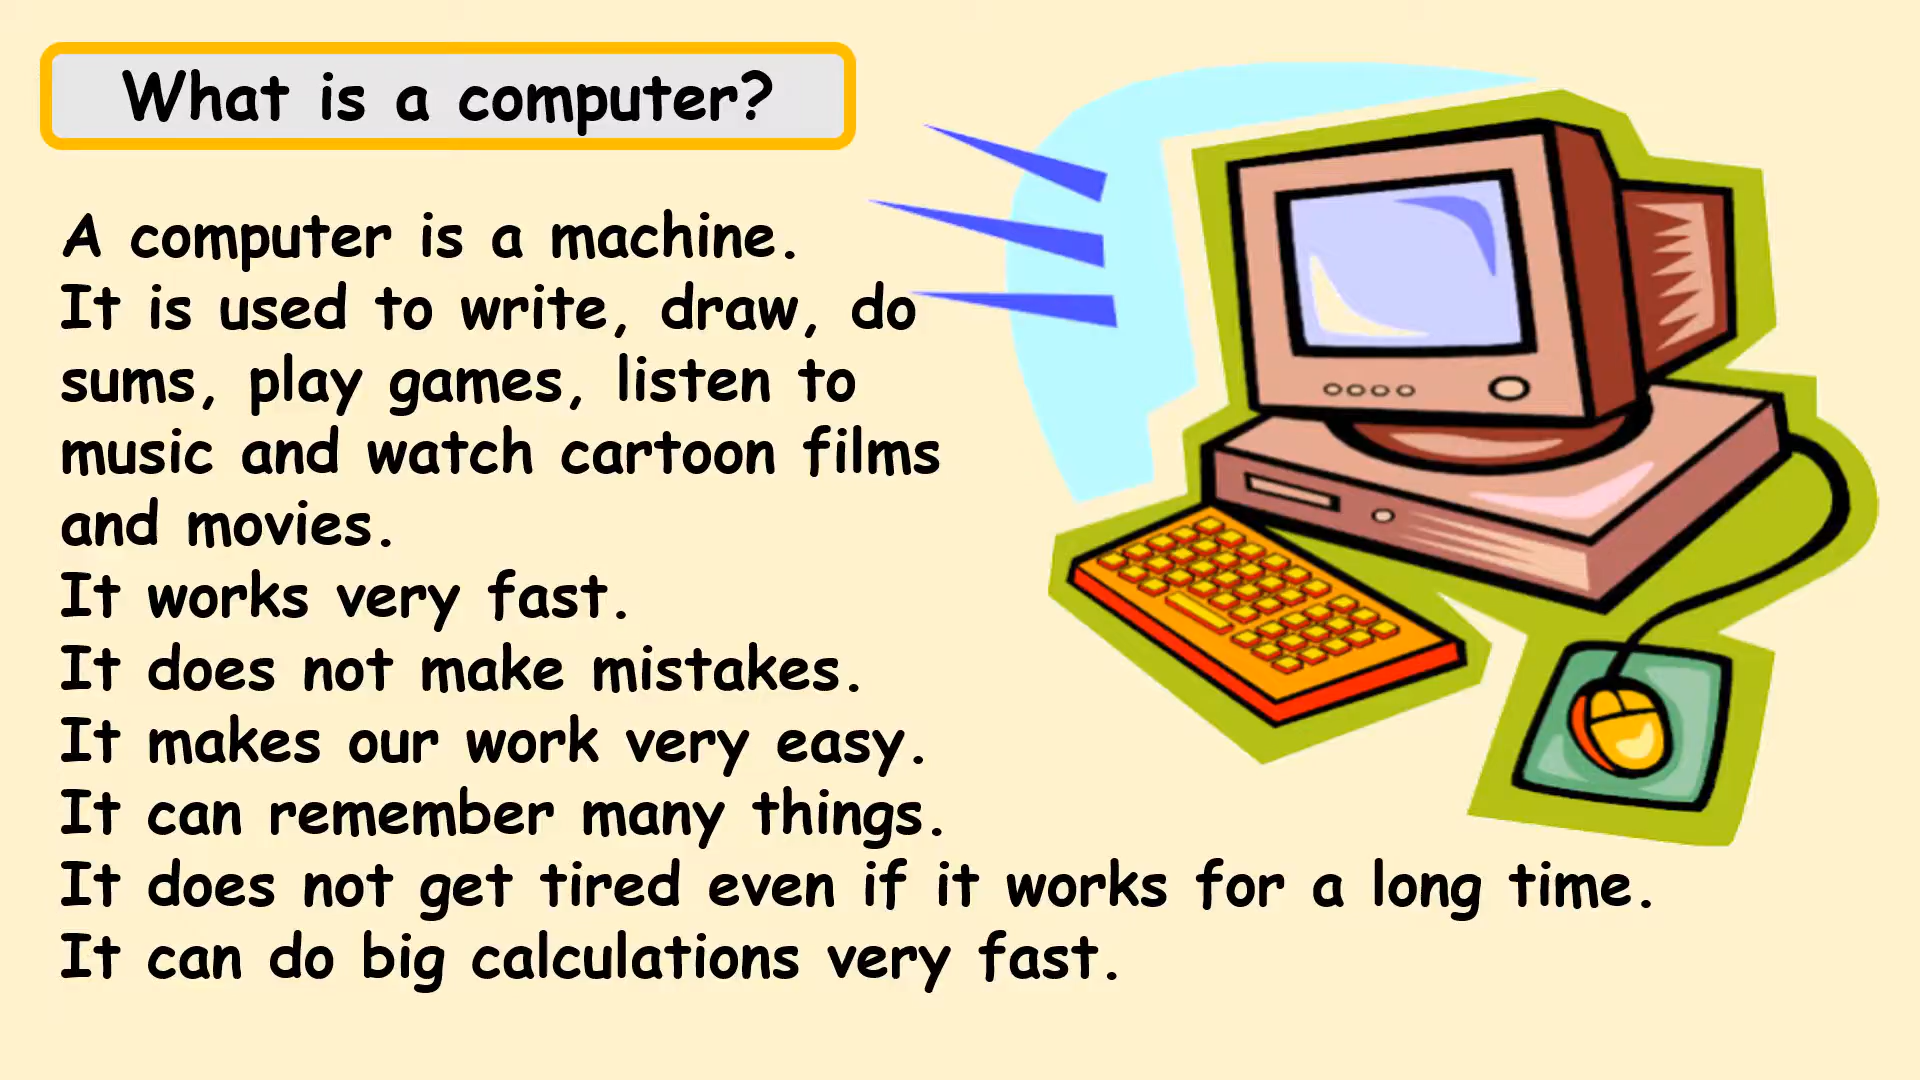 What is a computer?
A computer is a machine.
It is used to write, draw, do
sums, play games, listen to
music and watch cartoon films
and movies.
It works very fast.
It does not make mistakes.
It makes our work very easy.
It can remember many things.
It does not get tired even if it works for a long time.
It can do big calculations very fast.